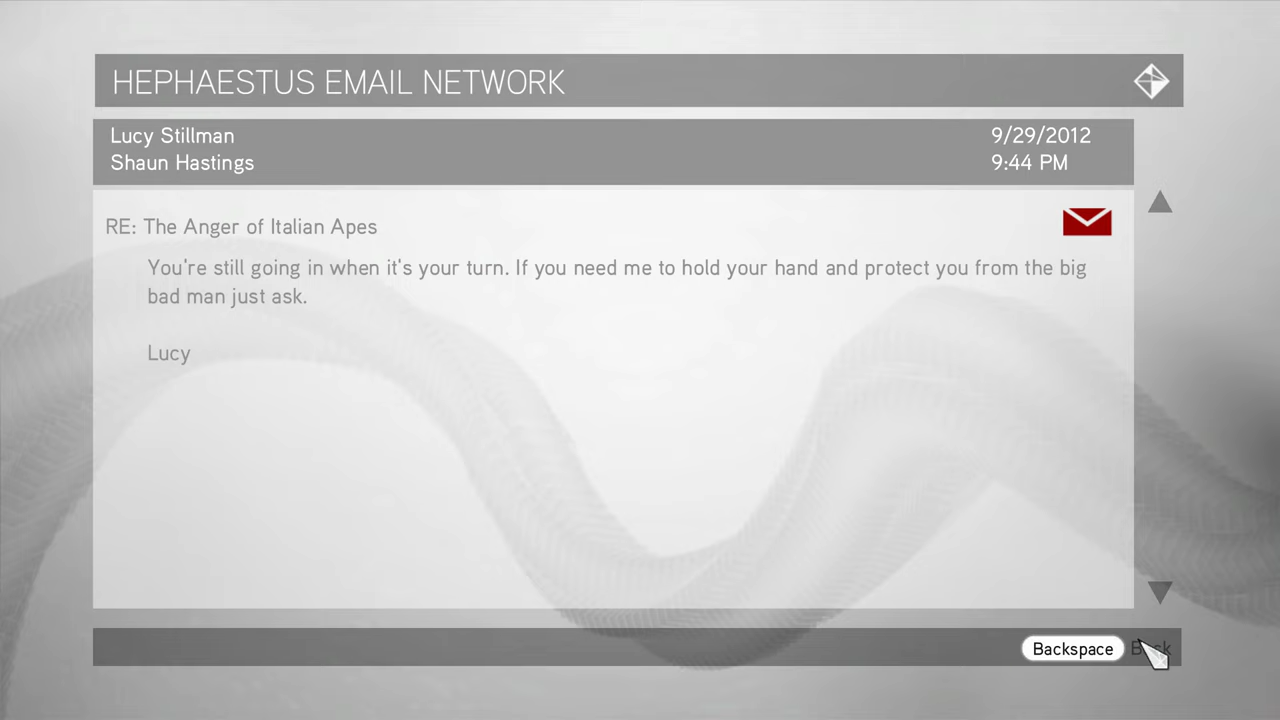 HEPHAESTUS EMAIL NETWORK
Lucy Stillman
Shaun Hastings
9/29/2012
9:44 PM
RE: The Anger of Italian Apes
You're still going in when it's your turn. If you need me to hold your hand and protect you from the big
bad man just ask.
Lucy
Backspace